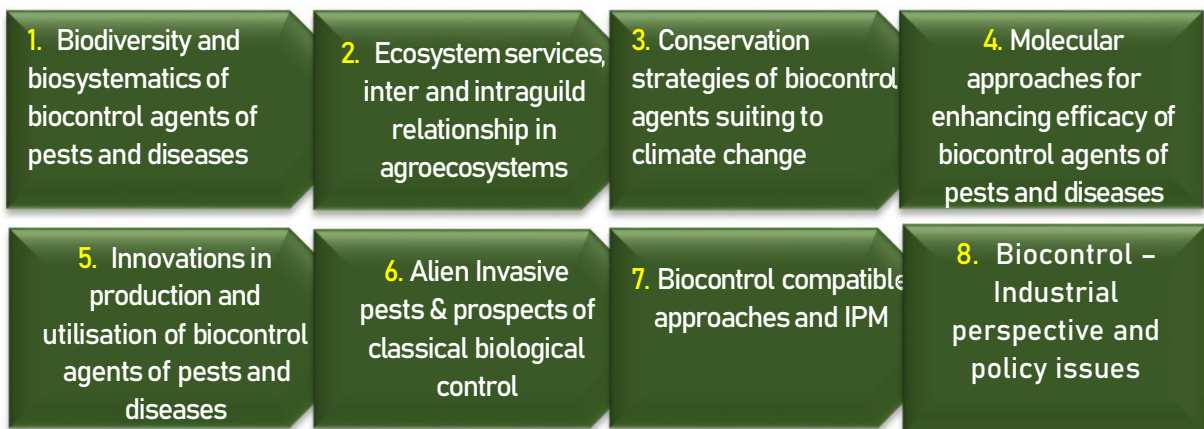 1. Biodiversity and
biosystematics of
biocontrol agents of
pests and diseases
2. Ecosystem services,
inter and intraguild
relationship in
agroecosystems
3. Conservation
strategies of biocontrol
agents suiting to
climate change
4. Molecular
approaches for
enhancing efficacy of
biocontrol agents of
pests and diseases
5. Innovations in
production and
utilisation of biocontrol
agents of pests and
diseases
6. Alien Invasive
pests & prospects of
classical biological
control
7. Biocontrol compatible
approaches and IPM
8. Biocontrol –
Industrial
perspective and
policy issues